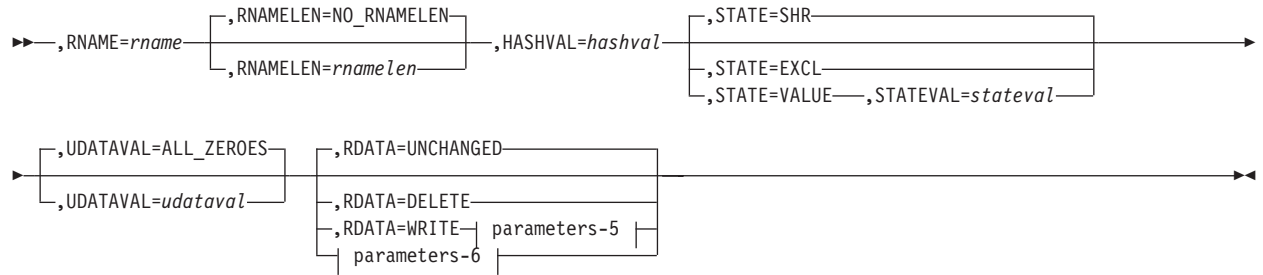 ,RNAMELEN=NO_RNAMELEN ,STATE=SHR
,RNAME=rname ,HASHVAL=hashval
,RNAMELEN=rnamelen ,STATE=EXCL
,STATE=VALUE ,STATEVAL=stateval
,UDATAVAL=ALL_ZEROES ,RDATA=UNCHANGED
,UDATAVAL=udataval ,RDATA=DELETE
,RDATA=WRITE parameters-5
parameters-6